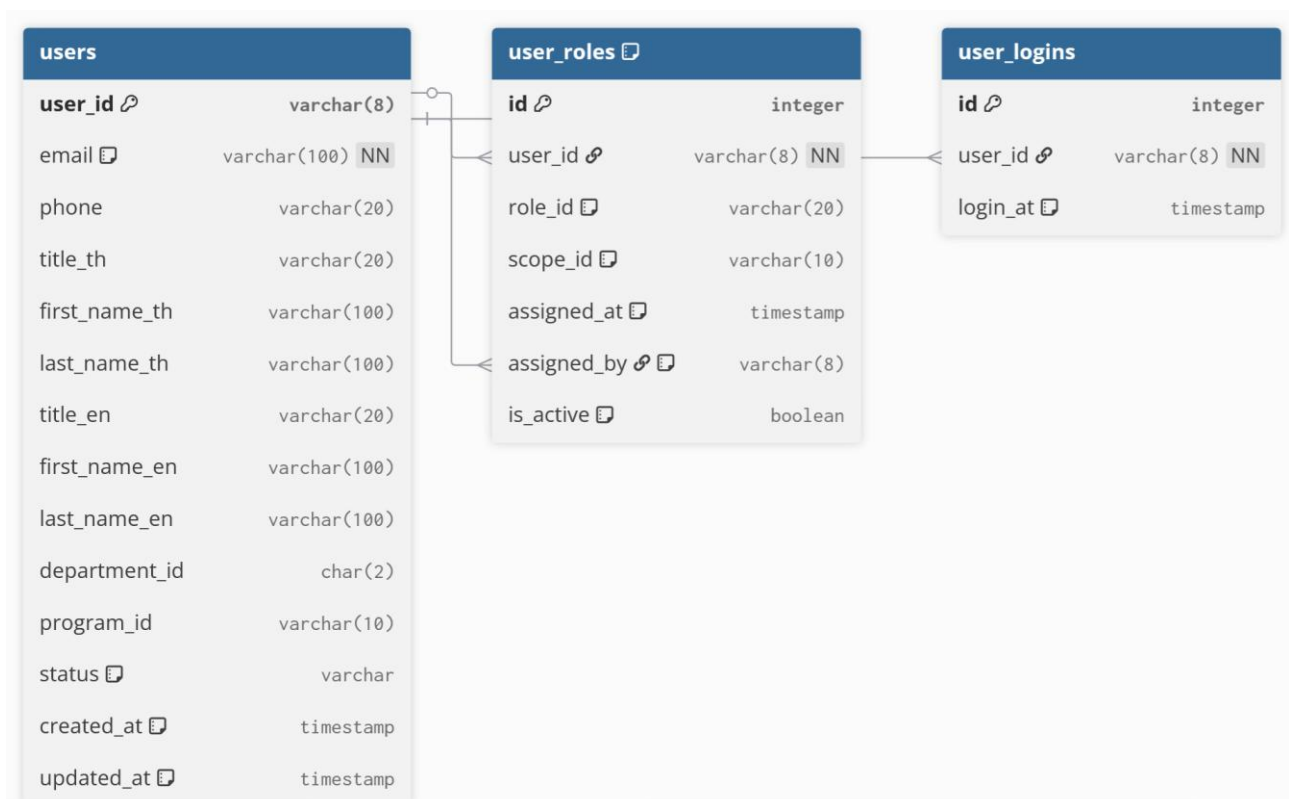 users
user_id varchar(8)
email varchar(100) NN
phone varchar(20)
title_th varchar(20)
first_name_th varchar(100)
last_name_th varchar(100)
title_en varchar(20)
first_name_en varchar(100)
last_name_en varchar(100)
department_id char(2)
program_id varchar(10)
status varchar
created_at timestamp
updated_at timestamp
user_roles
id integer
user_id varchar(8) NN
role_id varchar(20)
scope_id varchar(10)
assigned_at timestamp
assigned_by varchar(8)
is_active boolean
user_logins
id integer
user_id varchar(8) NN
login_at timestamp